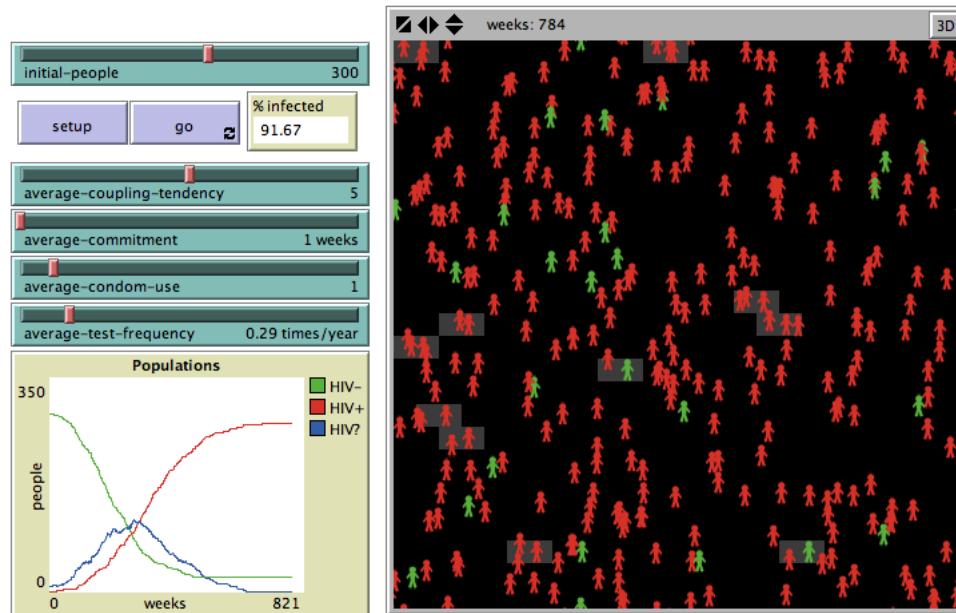 weeks: 784
3D
initial-people 300
setup
go
% infected
91.67
average-coupling-tendency 5
average-commitment 1 weeks
average-condom-use 1
average-test-frequency 0.29 times/year
Populations
350
HIV-
HIV+
HIV?
people
0
0 weeks 821